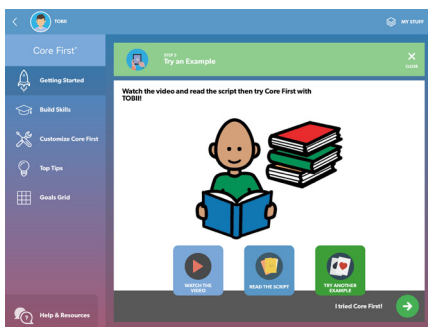 TOBII
MY STUFF
Core First®
STEP 3
Try an Example
CLOSE
Getting Started
Build Skills
Customize Core First
Top Tips
Goals Grid
Help & Resources
Watch the video and read the script then try Core First with
TOBII!
WATCH THE
VIDEO
READ THE SCRIPT
TRY ANOTHER
EXAMPLE
I tried Core First!